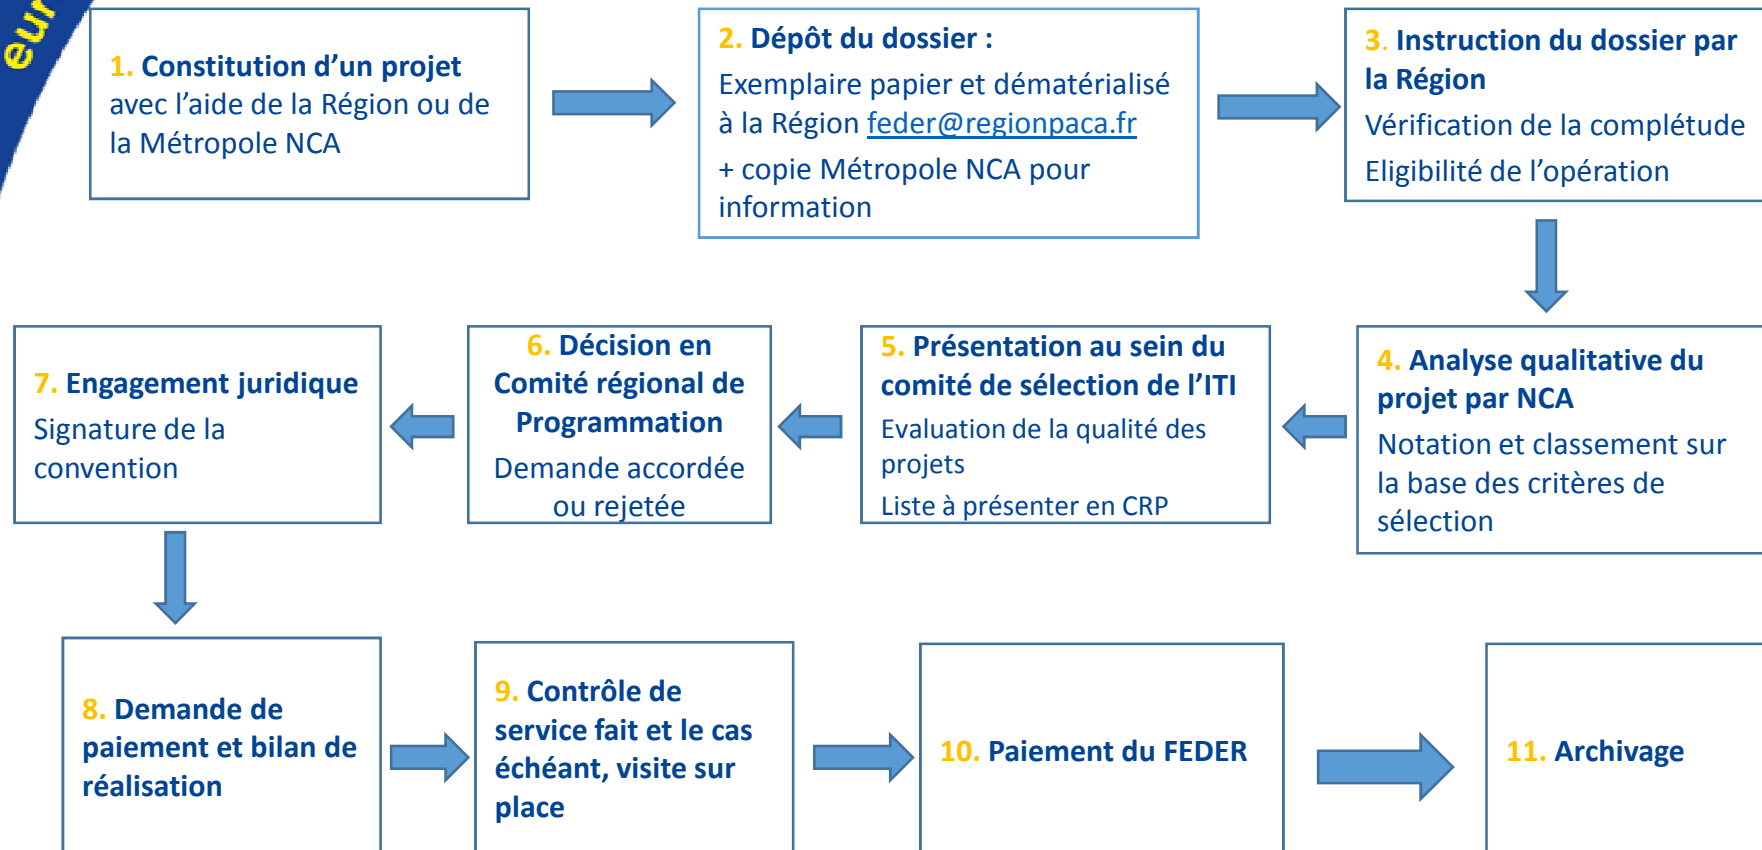 eur
1. Constitution d’un projet
avec l’aide de la Région ou de
la Métropole NCA
2. Dépôt du dossier :
Exemplaire papier et dématérialisé
à la Région feder@regionpaca.fr
+ copie Métropole NCA pour
information
3. Instruction du dossier par
la Région
Vérification de la complétude
Eligibilité de l’opération
4. Analyse qualitative du
projet par NCA
Notation et classement sur
la base des critères de
sélection
5. Présentation au sein du
comité de sélection de l’ITI
Evaluation de la qualité des
projets
Liste à présenter en CRP
6. Décision en
Comité régional de
Programmation
Demande accordée
ou rejetée
7. Engagement juridique
Signature de la
convention
8. Demande de
paiement et bilan de
réalisation
9. Contrôle de
service fait et le cas
échéant, visite sur
place
10. Paiement du FEDER
11. Archivage